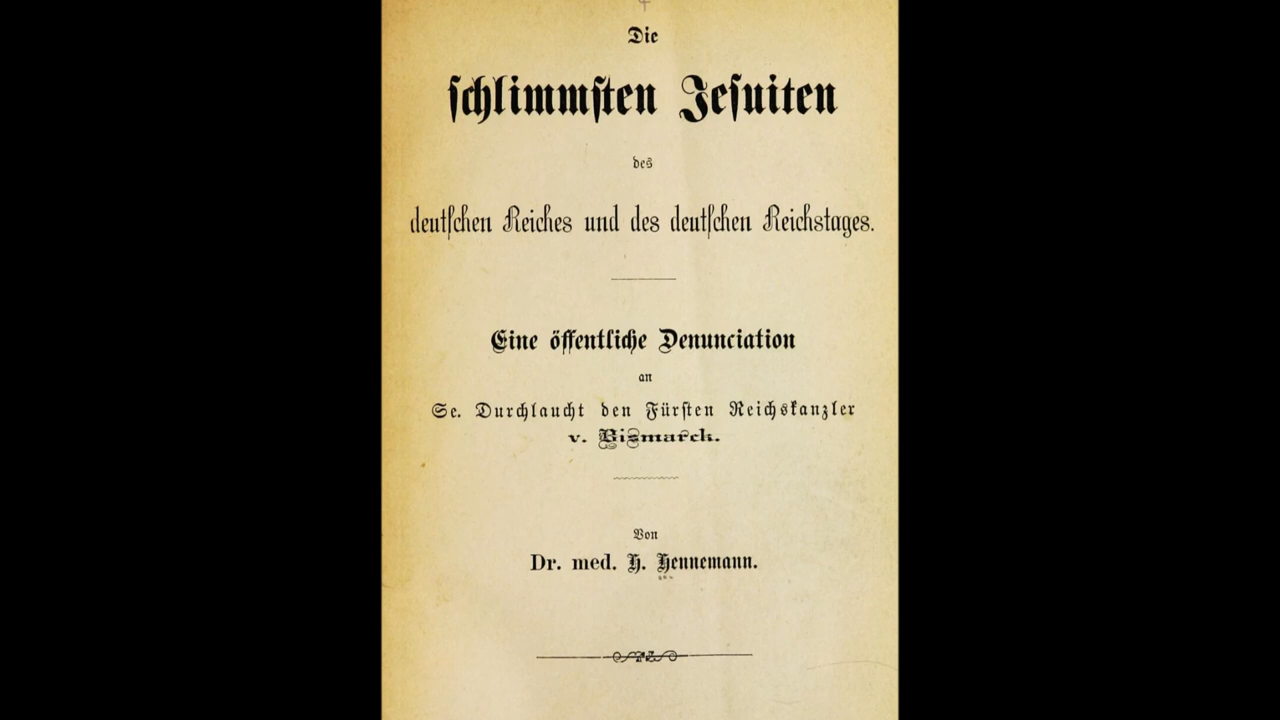 Die
schlimmsten Jesuiten
des
deutschen Reiches und des deutschen Reichstages.
Eine öffentliche Denunciation
an
Se. Durchlaucht den Fürsten Reichskanzler
v. Bismarck.
Von
Dr. med. H. Hennemann.